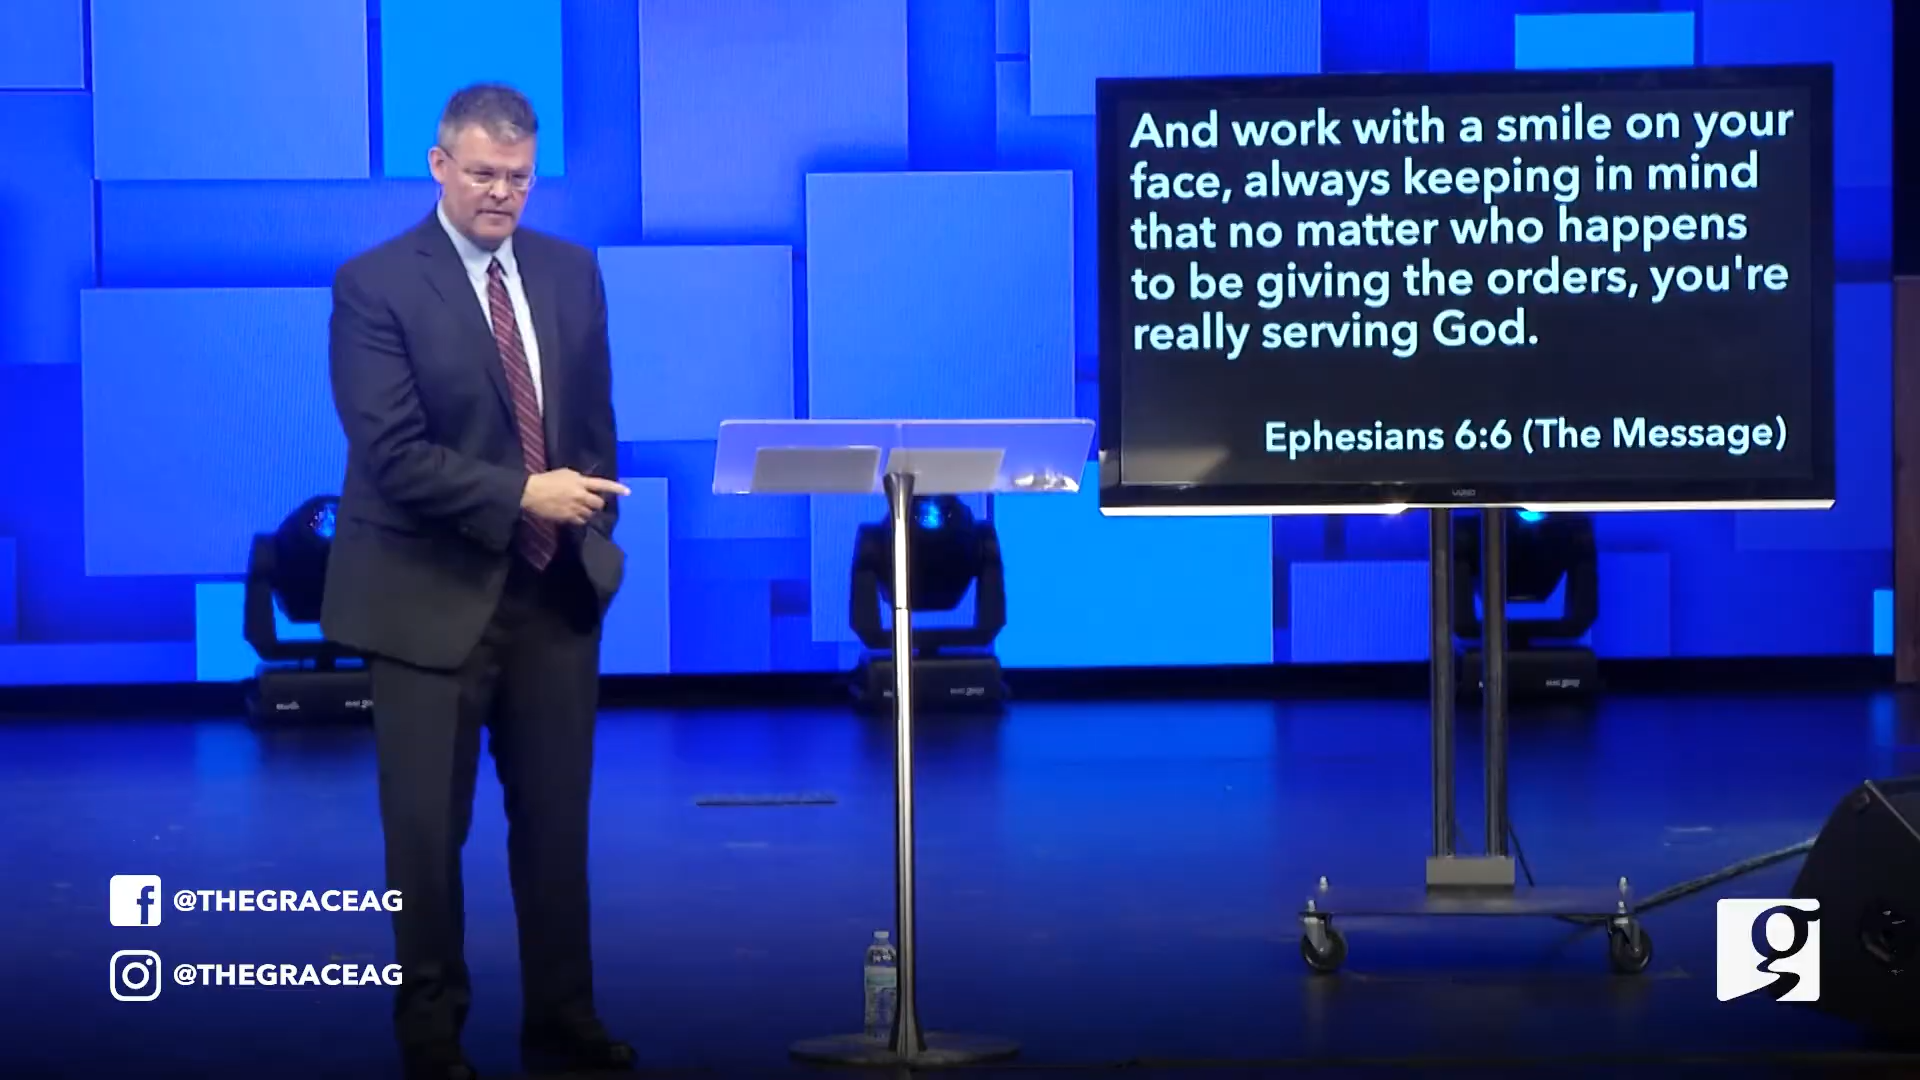 And work with a smile on your
face, always keeping in mind
that no matter who happens
to be giving the orders, you're
really serving God.
Ephesians 6:6 (The Message)
VIZIO
@THEGRACEAG
@THEGRACEAG
g